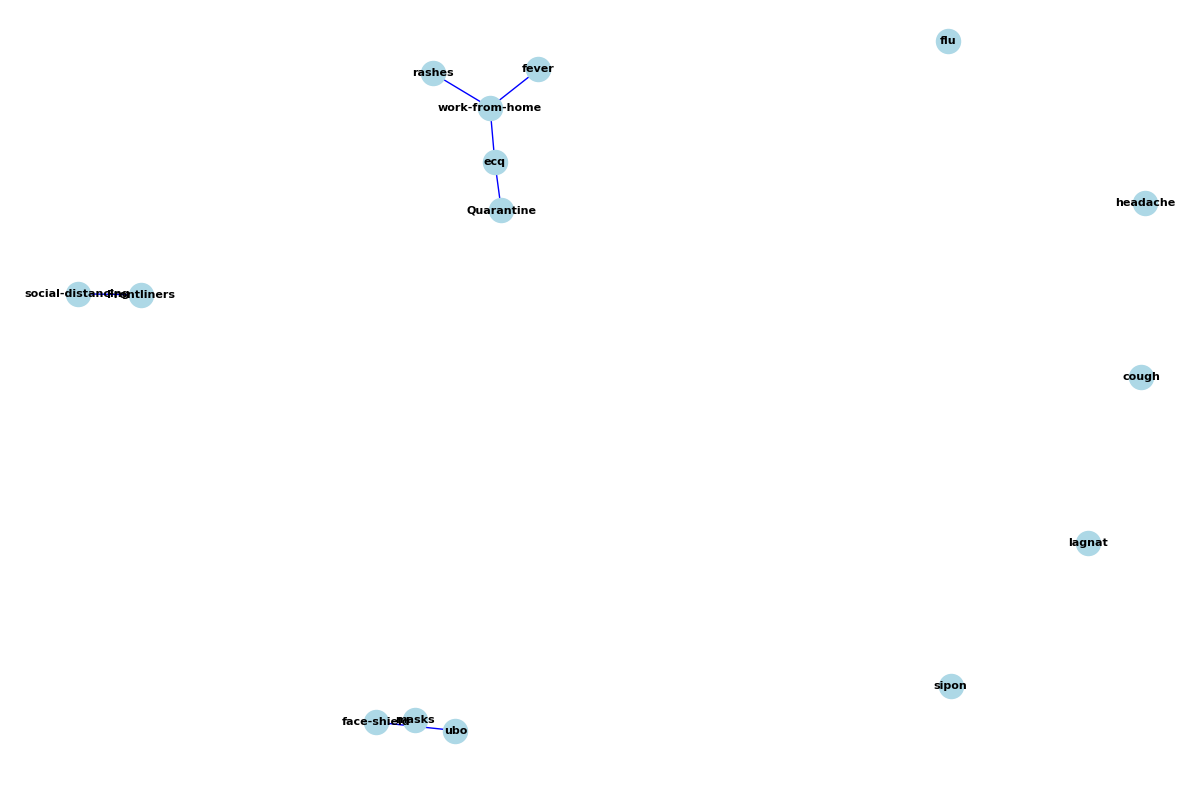 flu
fever
rashes
work-from-home
ecq
headache
Quarantine
social-distancing
Frontliners
cough
lagnat
sipon
face-shield
masks
ubo